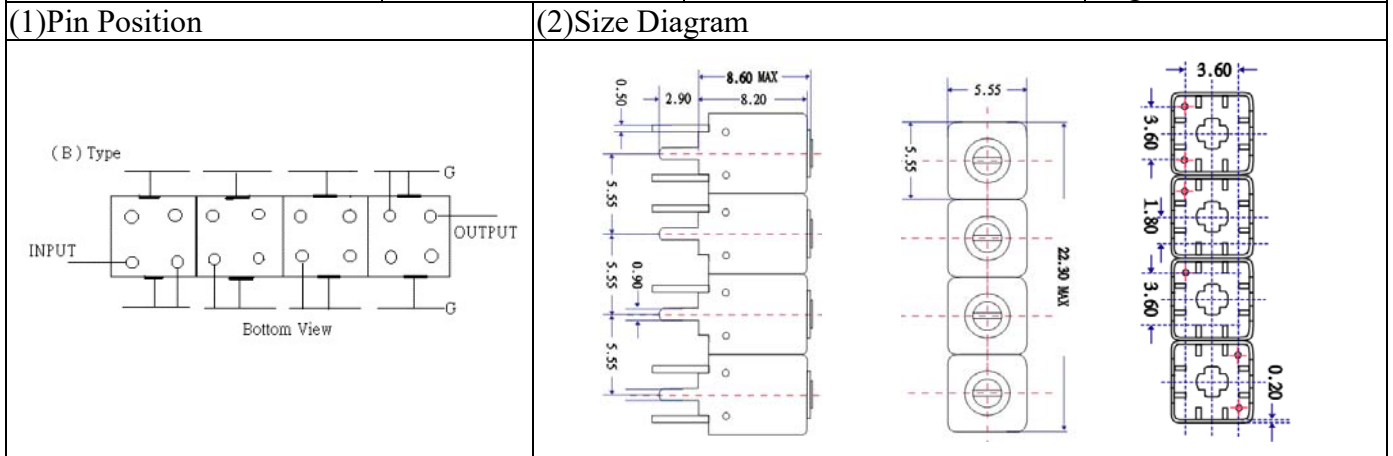 (1)Pin Position
(2)Size Diagram
(B) Type
G
INPUT
OUTPUT
G
Bottom View
0.50
2.90
8.60 MAX
8.20
5.55
5.55
0.90
5.55
5.55
5.55
22.30 MAX
3.60
3.60
1.80
3.60
0.20